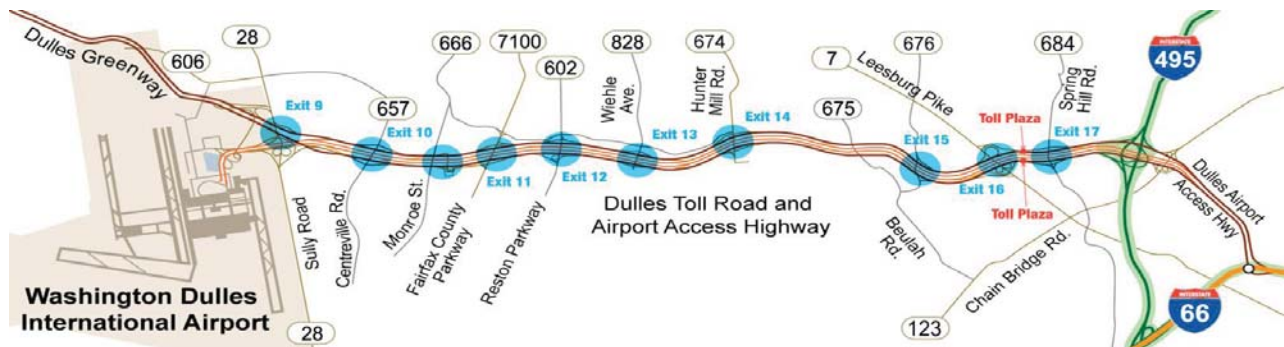 Dulles Greenway
606
28
666
7100
602
828
674
7
676
684
INTERSTATE
495
Exit 9
657
Exit 10
Wiehle
Ave.
Hunter
Mill Rd.
Exit 13
Exit 14
675
Leesburg Pike
Toll Plaza
Spring
Hill Rd.
Exit 15
Exit 17
Exit 11
Exit 12
Exit 16
Toll Plaza
Sully Road
Centreville Rd.
Monroe St.
Fairfax County
Parkway
Reston Parkway
Dulles Toll Road and
Airport Access Highway
Beulah
Rd.
Chain Bridge Rd.
Dulles Airport
Access Hwy
Washington Dulles
International Airport
28
123
INTERSTATE
66